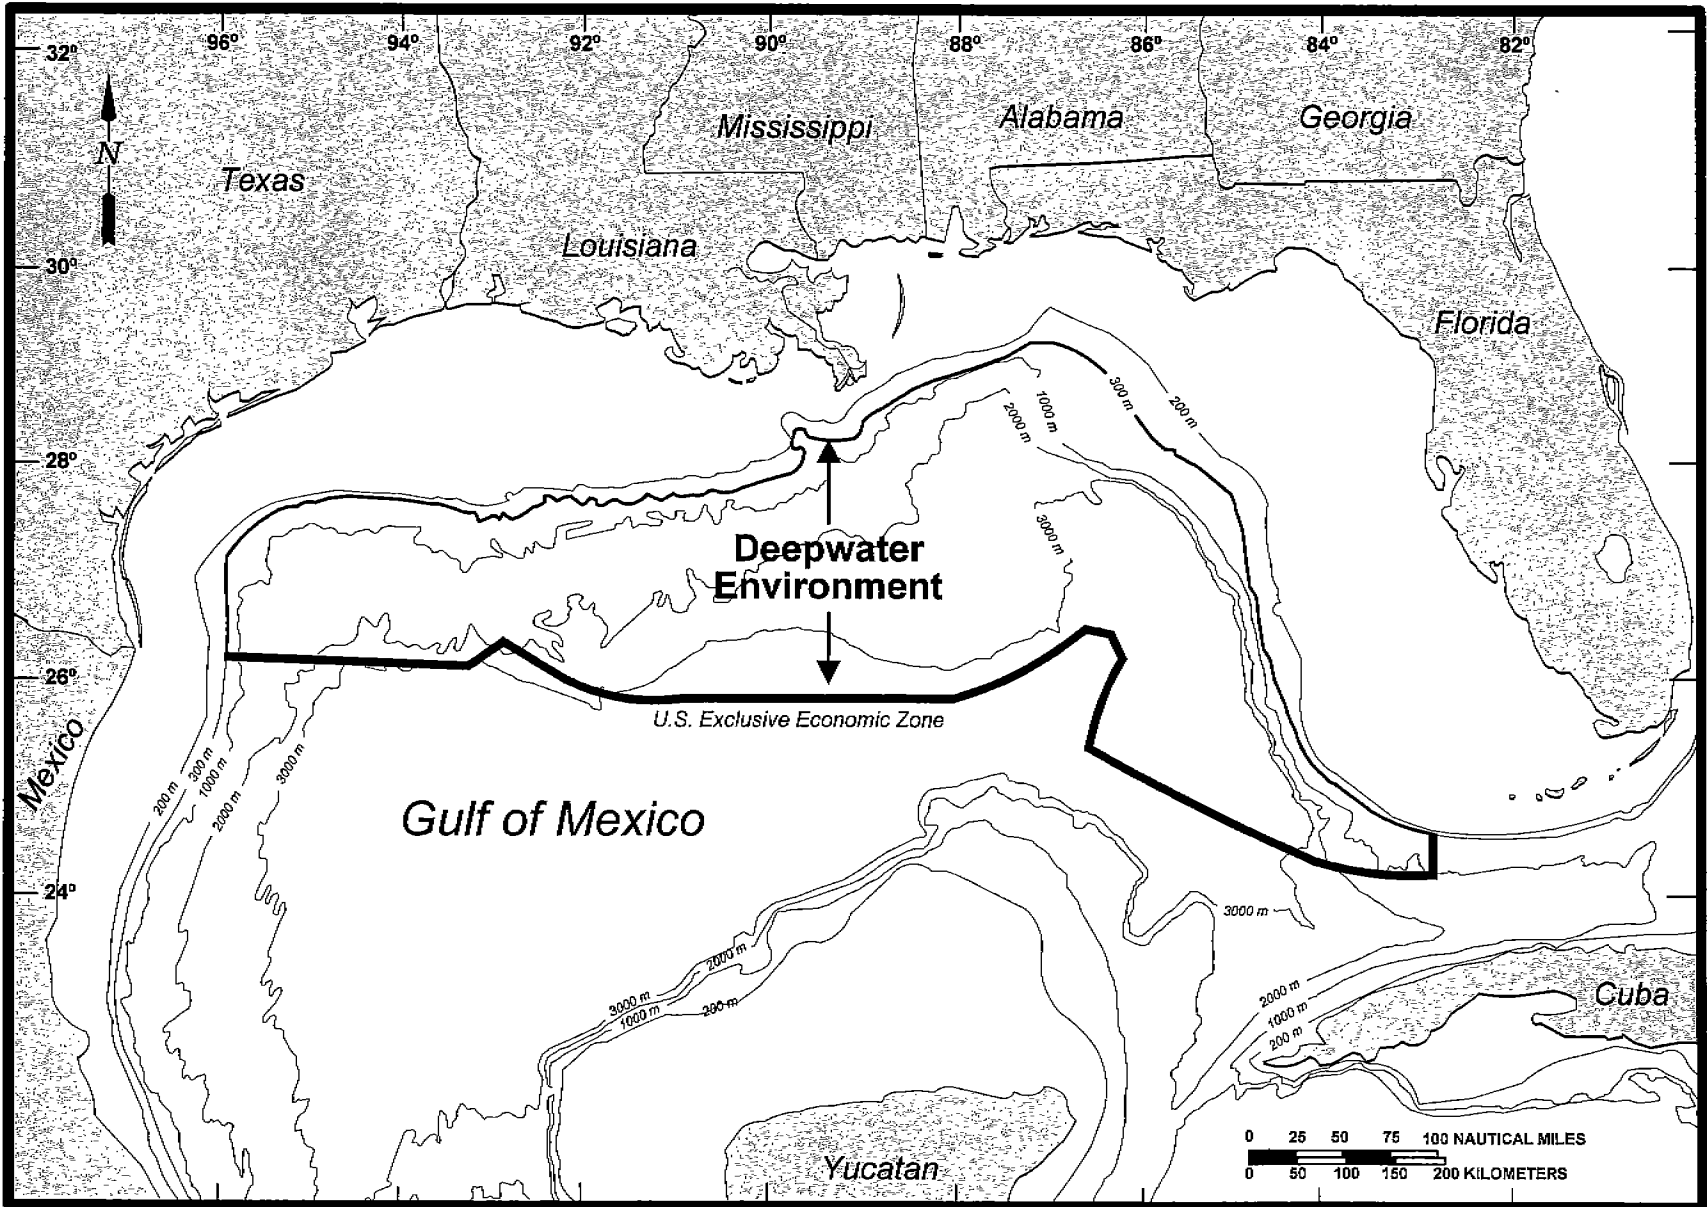 96° 94° 92° 90° 88° 86° 84° 82°
32°
N
Mississippi
Alabama
Georgia
Texas
Louisiana
30°
Florida
300 m
200 m
1000 m
2000 m
28°
3000 m
Deepwater
Environment
26°
U.S. Exclusive Economic Zone
Mexico
200 m
300 m
1000 m
2000 m
3000 m
Gulf of Mexico
24°
3000 m
2000 m
3000 m
1000 m
200 m
2000 m
1000 m
200 m
Cuba
Yucatan
0 25 50 75 100 NAUTICAL MILES
0 50 100 150 200 KILOMETERS